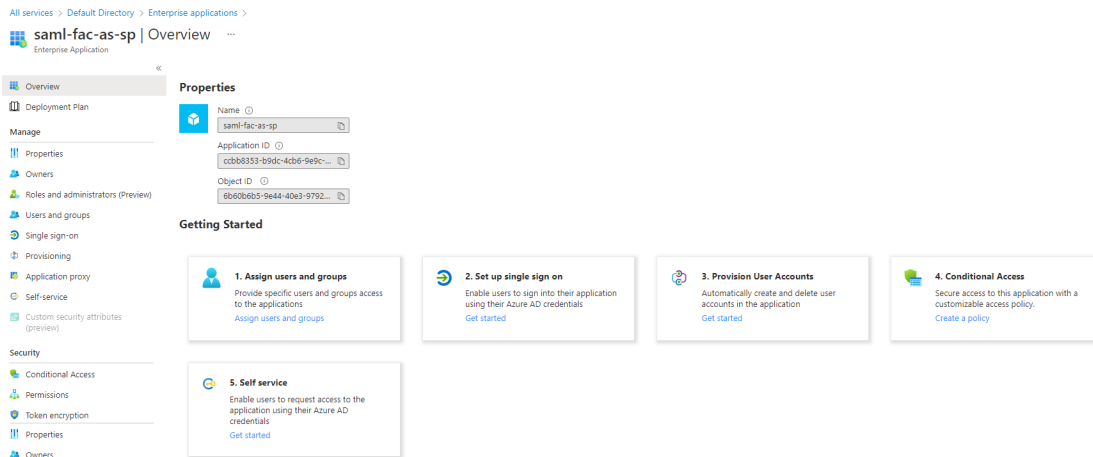 All services > Default Directory > Enterprise applications >
saml-fac-as-sp | Overview ...
Enterprise Application
«
Overview
Deployment Plan
Manage
Properties
Owners
Roles and administrators (Preview)
Users and groups
Single sign-on
Provisioning
Application proxy
Self-service
Custom security attributes
(preview)
Security
Conditional Access
Permissions
Token encryption
Properties
Owners
Properties
Name
saml-fac-as-sp
Application ID
ccbb8353-b9dc-4cb6-9e9c-...
Object ID
6b60b6b5-9e44-40e3-9792...
Getting Started
1. Assign users and groups
Provide specific users and groups access
to the applications
Assign users and groups
2. Set up single sign on
Enable users to sign into their application
using their Azure AD credentials
Get started
3. Provision User Accounts
Automatically create and delete user
accounts in the application
Get started
4. Conditional Access
Secure access to this application with a
customizable access policy.
Create a policy
5. Self service
Enable users to request access to the
application using their Azure AD
credentials
Get started